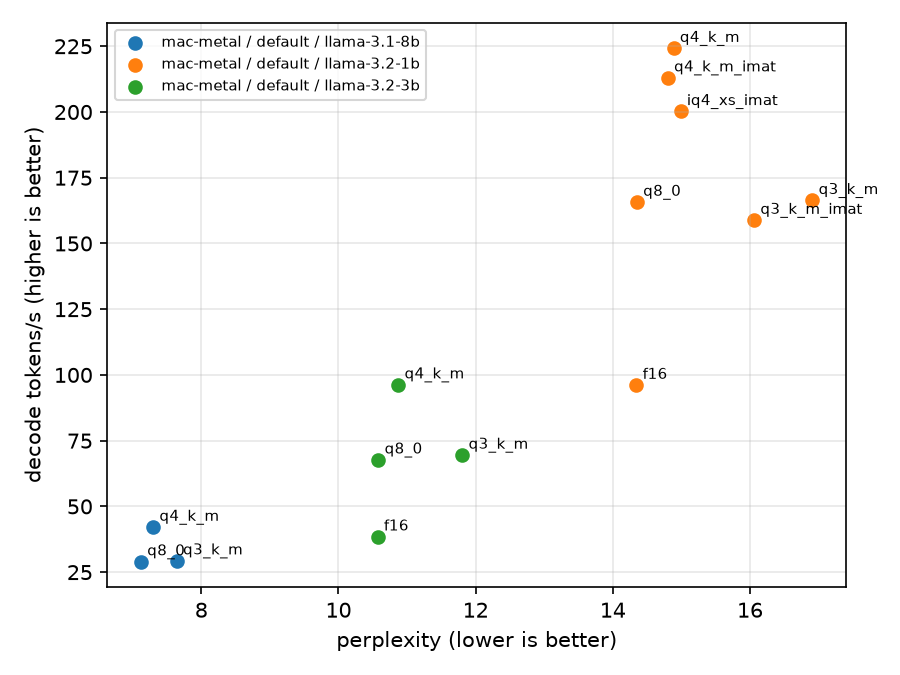 mac-metal / default / llama-3.1-8b
mac-metal / default / llama-3.2-1b
mac-metal / default / llama-3.2-3b
q4_k_m
q4_k_m_imat
iq4_xs_imat
q8_0
q3_k_m
q3_k_m_imat
f16
q4_k_m
q8_0
q3_k_m
f16
q4_k_m
q8_0
q3_k_m
225
200
175
150
125
100
75
50
25
decode tokens/s (higher is better)
8
10
12
14
16
perplexity (lower is better)